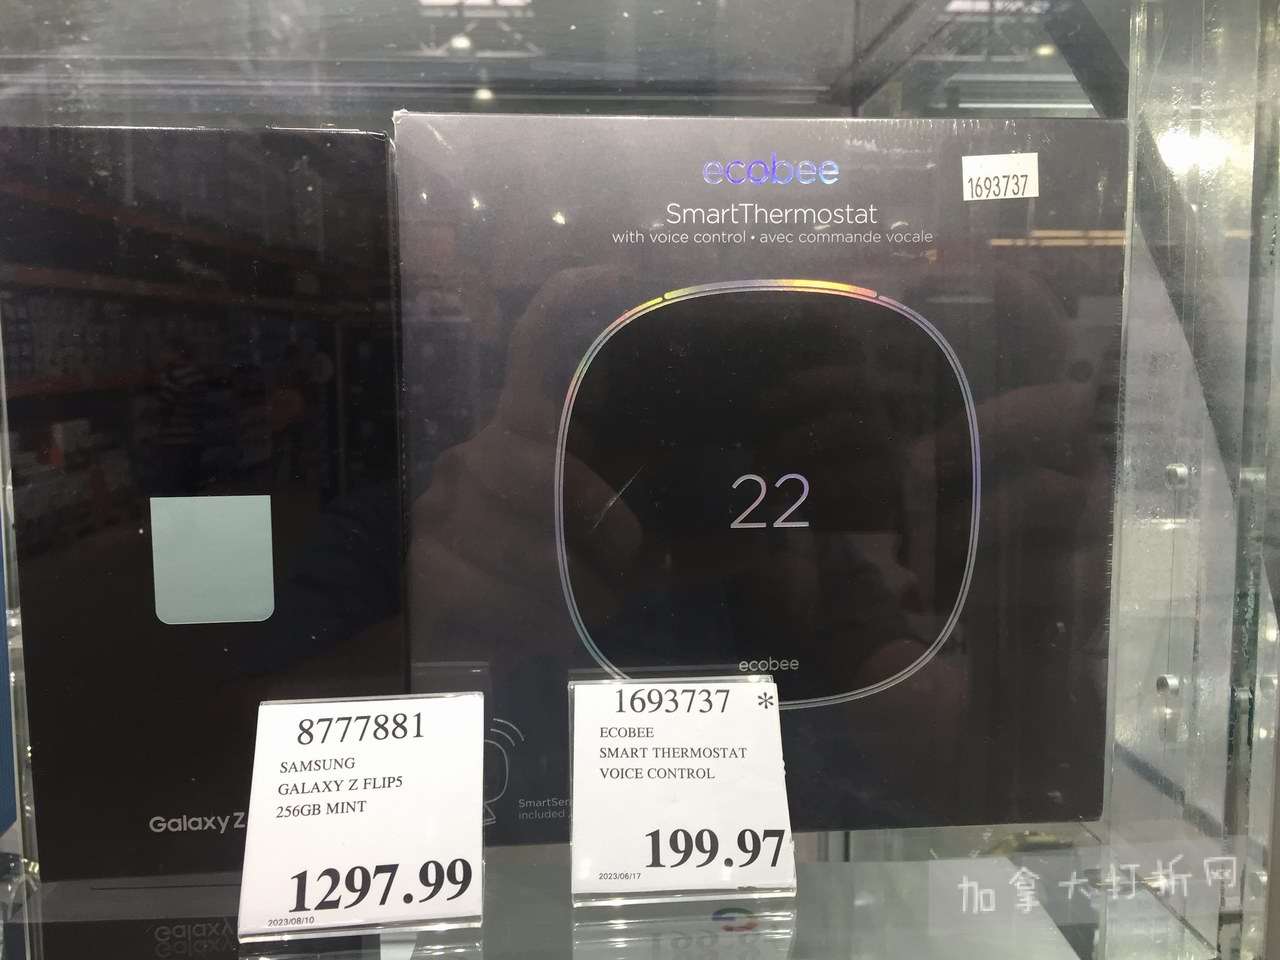 ecobee
1693737
SmartThermostat
with voice control • avec commande vocale
22
ecobee
SmartSen
included
Galaxy Z
8777881
SAMSUNG
GALAXY Z FLIP5
256GB MINT
1297.99
2023/08/10
1693737 *
ECOBEE
SMART THERMOSTAT
VOICE CONTROL
199.97
2023/06/17
加拿大打折网